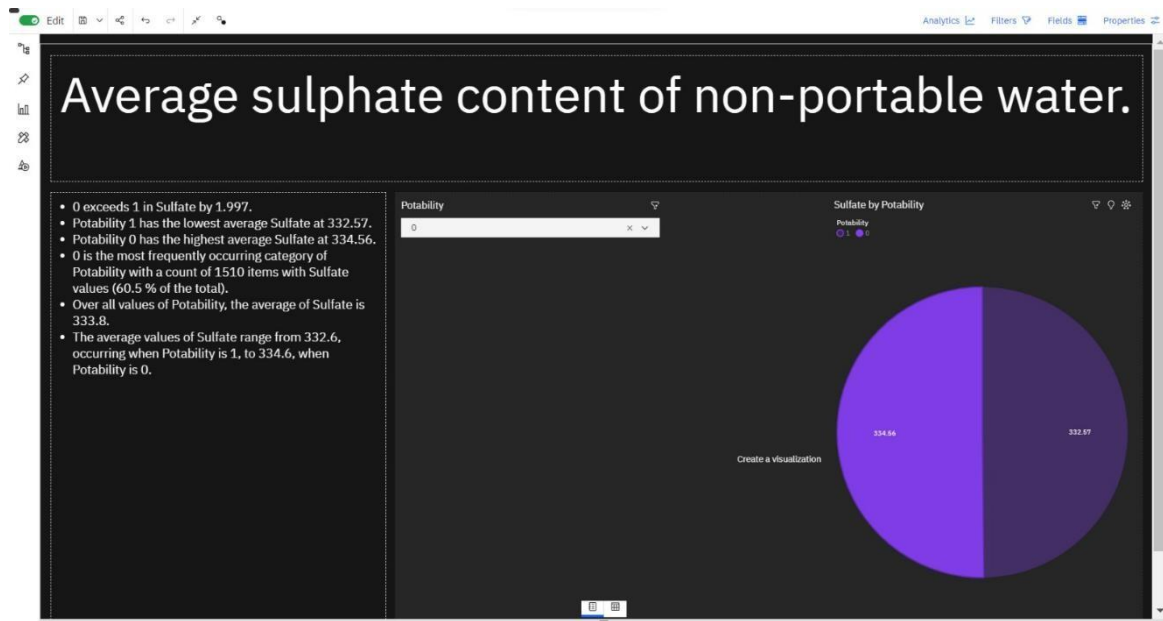 Edit
Analytics
Filters
Fields
Properties
Average sulphate content of non-portable water.
• 0 exceeds 1 in Sulfate by 1.997.
• Potability 1 has the lowest average Sulfate at 332.57.
• Potability 0 has the highest average Sulfate at 334.56.
• 0 is the most frequently occurring category of
Potability with a count of 1510 items with Sulfate
values (60.5 % of the total).
• Over all values of Potability, the average of Sulfate is
333.8.
• The average values of Sulfate range from 332.6,
occurring when Potability is 1, to 334.6, when
Potability is 0.
Potability
0
Create a visualization
Sulfate by Potability
Potability
1 0
334.56
332.57